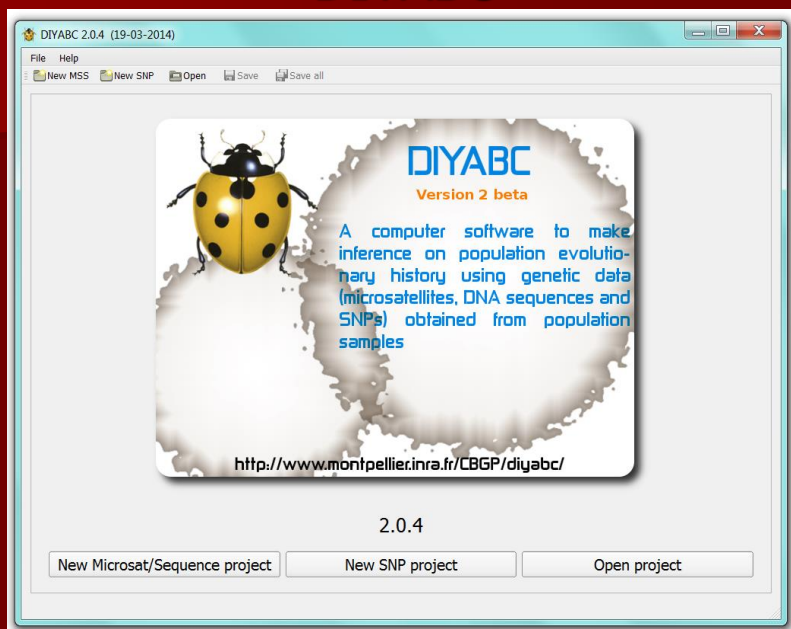 DIYABC 2.0.4 (19-03-2014)
File Help
New MSS New SNP Open Save Save all
DIYABC
Version 2 beta
A computer software to make
inference on population evolutio-
nary history using genetic data
(microsatellites, DNA sequences and
SNPs) obtained from population
samples
http://www.montpellier.inra.fr/CBGP/diyabc/
2.0.4
New Microsat/Sequence project New SNP project Open project